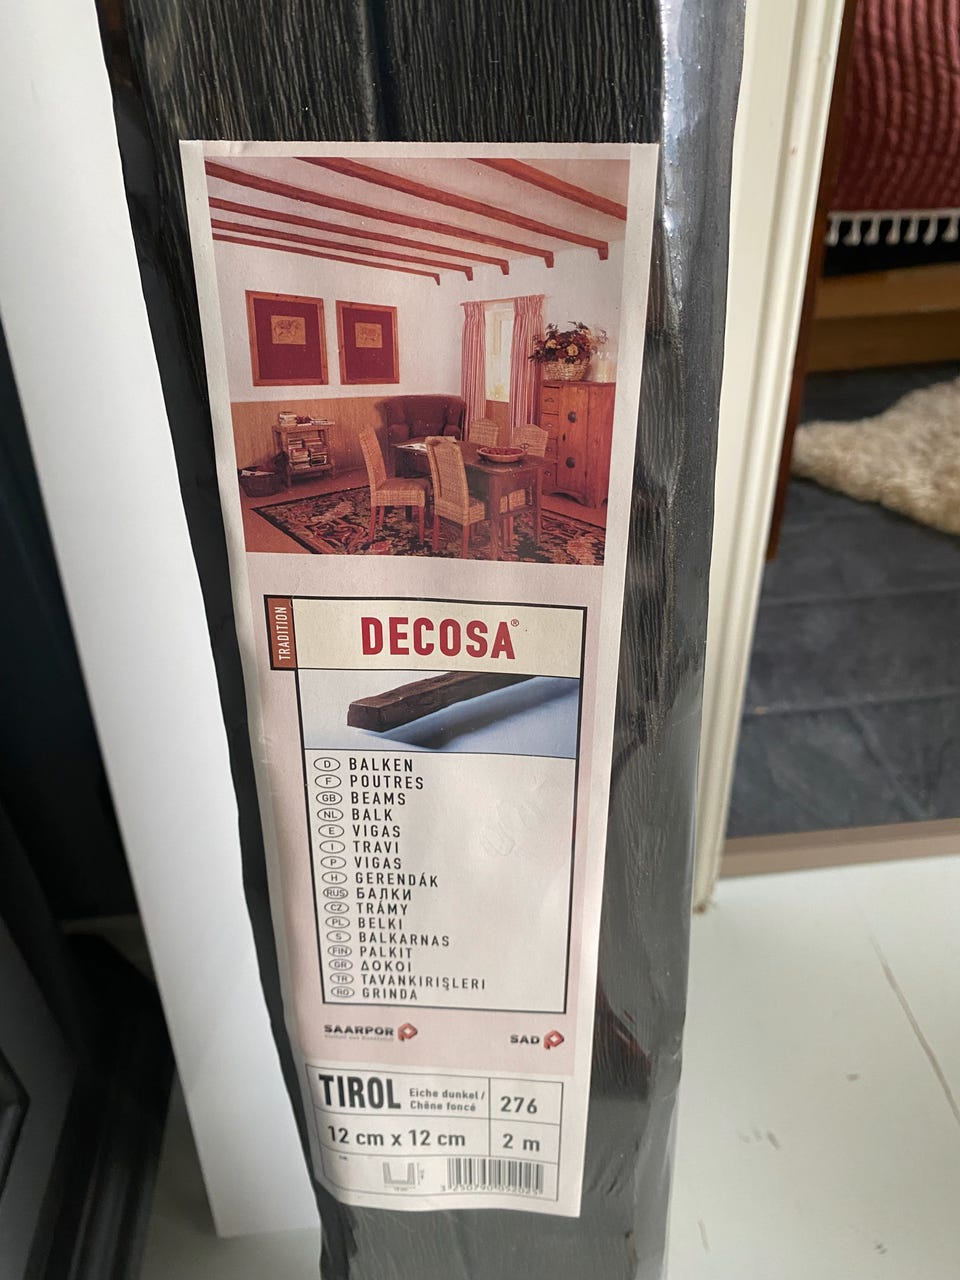 TRADITION
DECOSA®
D BALKEN
F POUTRES
GB BEAMS
NL BALK
E VIGAS
I TRAVI
P VIGAS
H GERENDÁK
RUS БАЛКИ
CZ TRÁMY
PL BELKI
S BALKARNAS
FIN PALKIT
GR ΔΟΚΟΙ
TR TAVANKIRIŞLERI
RO GRINDA
SAARPOR
SAD
TIROL Eiche dunkel / Chêne foncé 276
12 cm x 12 cm 2 m